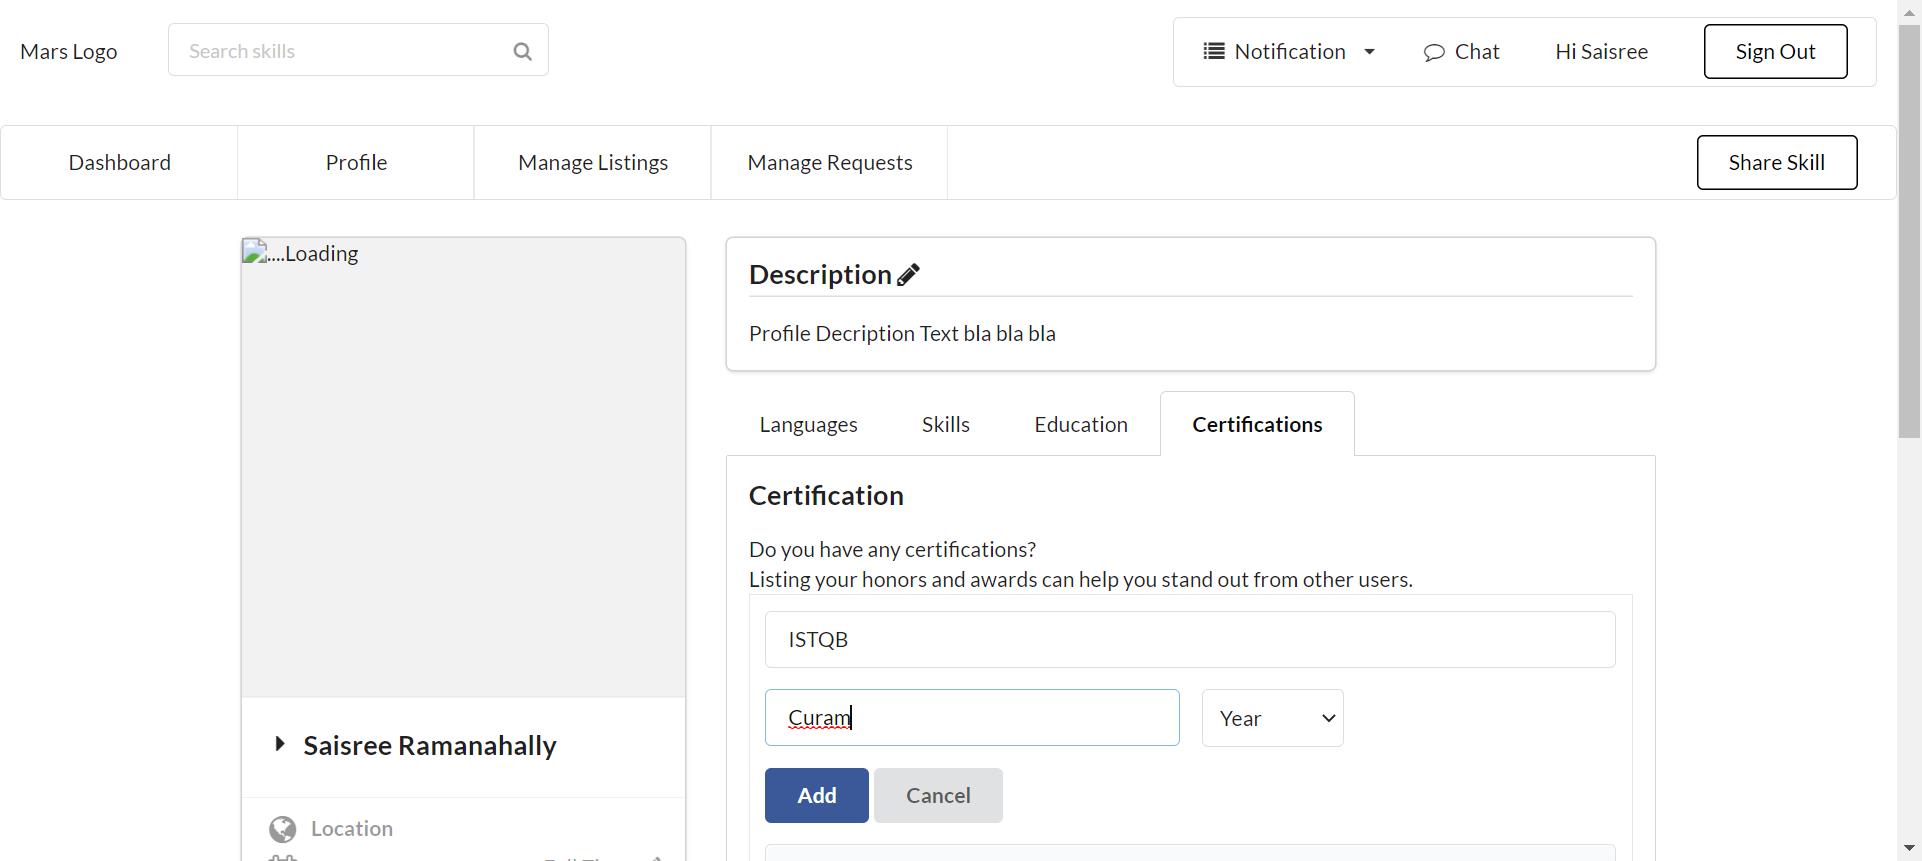 Mars Logo
Search skills
Notification
Chat
Hi Saisree
Sign Out
Dashboard
Profile
Manage Listings
Manage Requests
Share Skill
....Loading
Description
Profile Decription Text bla bla bla
Languages
Skills
Education
Certifications
Certification
Do you have any certifications?
Listing your honors and awards can help you stand out from other users.
ISTQB
Curam
Year
Add
Cancel
Saisree Ramanahally
Location